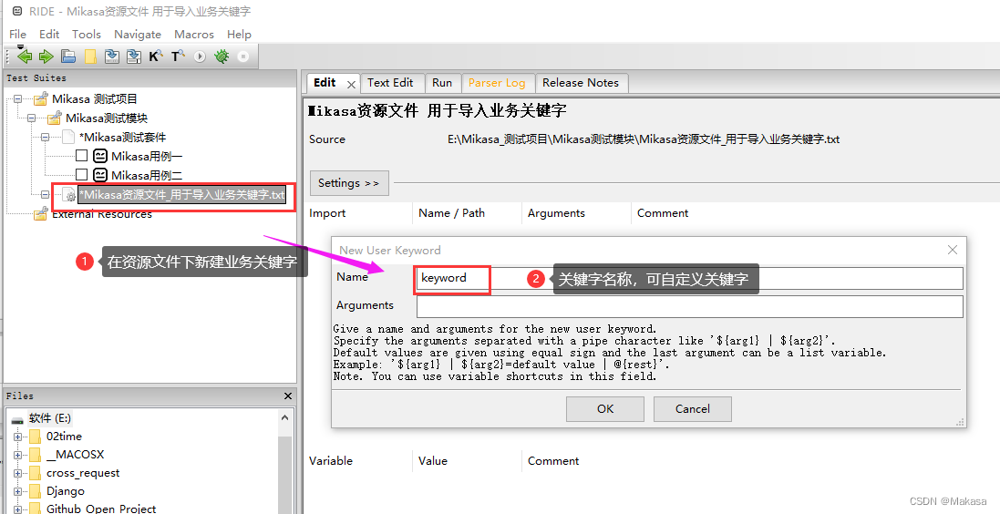 RIDE - Mikasa资源文件 用于导入业务关键字
File Edit Tools Navigate Macros Help
K T
Test Suites
Mikasa 测试项目
Mikasa测试模块
*Mikasa测试套件
Mikasa用例一
Mikasa用例二
*Mikasa资源文件_用于导入业务关键字.txt
External Resources
1 在资源文件下新建业务关键字
Edit Text Edit Run Parser Log Release Notes
Mikasa资源文件 用于导入业务关键字
Source E:\Mikasa_测试项目\Mikasa测试模块\Mikasa资源文件_用于导入业务关键字.txt
Settings >>
Import Name / Path Arguments Comment
New User Keyword
Name keyword 2 关键字名称，可自定义关键字
Arguments
Give a name and arguments for the new user keyword.
Specify the arguments separated with a pipe character like '${arg1} | ${arg2}'.
Default values are given using equal sign and the last argument can be a list variable.
Example: '${arg1} | ${arg2}=default value | @{rest}'.
Note. You can use variable shortcuts in this field.
OK Cancel
Variable Value Comment
Files
软件 (E:)
02time
__MACOSX
cross_request
Django
Github Open Project
CSDN @Makasa